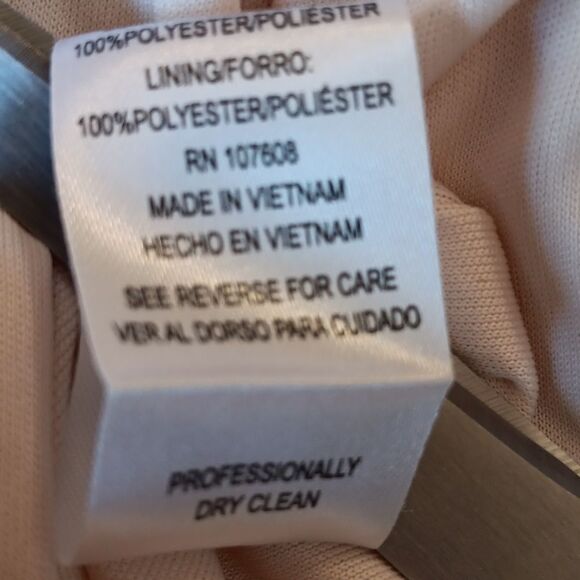 100%POLYESTER/POLIÉSTER
LINING/FORRO:
100%POLYESTER/POLIÉSTER
RN 107608
MADE IN VIETNAM
HECHO EN VIETNAM
SEE REVERSE FOR CARE
VER AL DORSO PARA CUIDADO
PROFESSIONALLY
DRY CLEAN